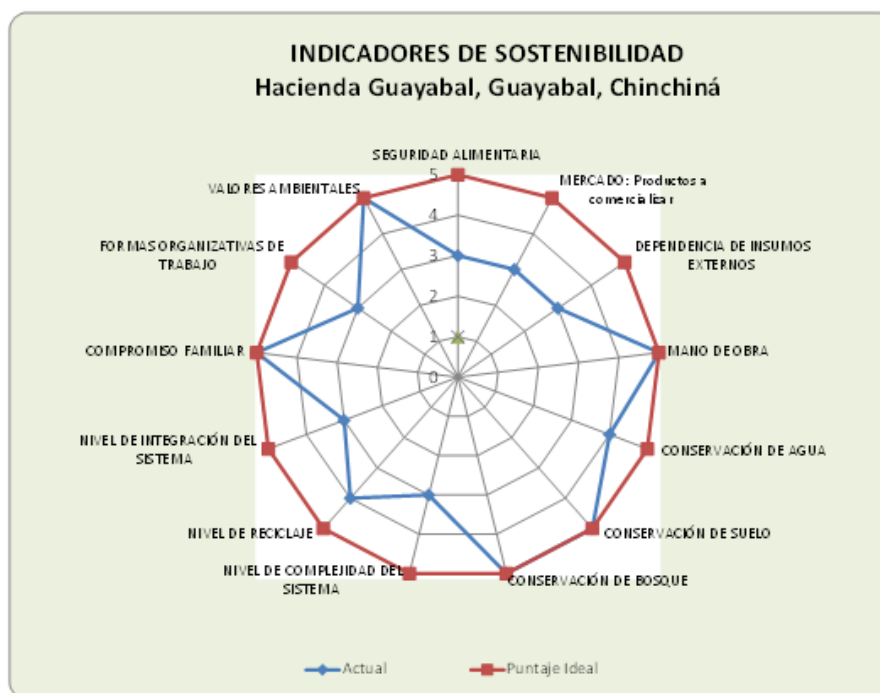 INDICADORES DE SOSTENIBILIDAD
Hacienda Guayabal, Guayabal, Chinchiná
SEGURIDAD ALIMENTARIA
MERCADO: Productos a
comercializar
DEPENDENCIA DE INSUMOS
EXTERNOS
MANO DE OBRA
CONSERVACIÓN DE AGUA
CONSERVACIÓN DE SUELO
CONSERVACIÓN DE BOSQUE
NIVEL DE COMPLEJIDAD DEL
SISTEMA
NIVEL DE RECICLAJE
NIVEL DE INTEGRACIÓN DEL
SISTEMA
COMPROMISO FAMILIAR
FORMAS ORGANIZATIVAS DE
TRABAJO
VALORES AMBIENTALES
5
4
3
2
1
0
Actual
Puntaje Ideal